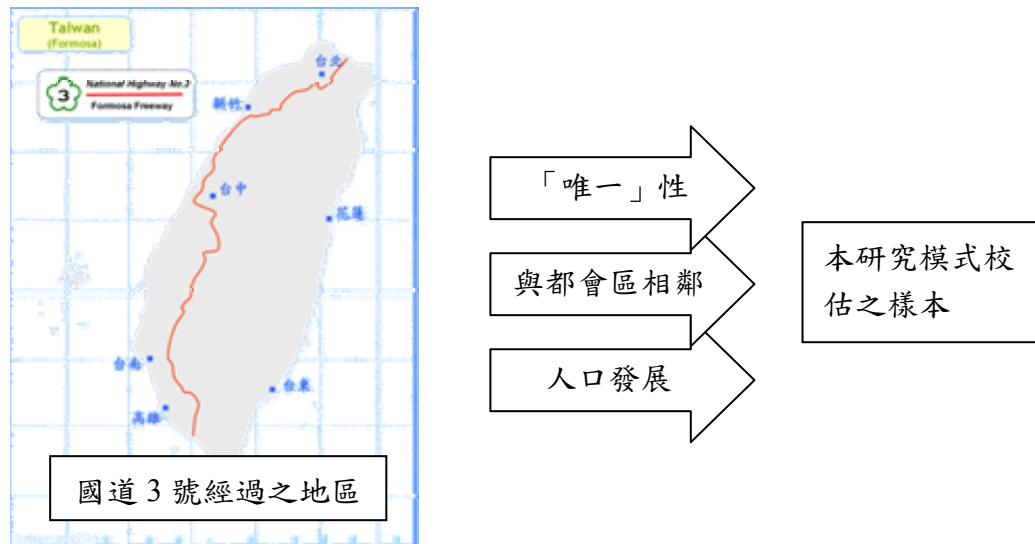 Taiwan
(Formosa)
3
National Highway No.3
Formosa Freeway
台北
新竹
台中
花蓮
台南
台東
高雄
國道 3 號經過之地區
「唯一」性
與都會區相鄰
人口發展
本研究模式校
估之樣本